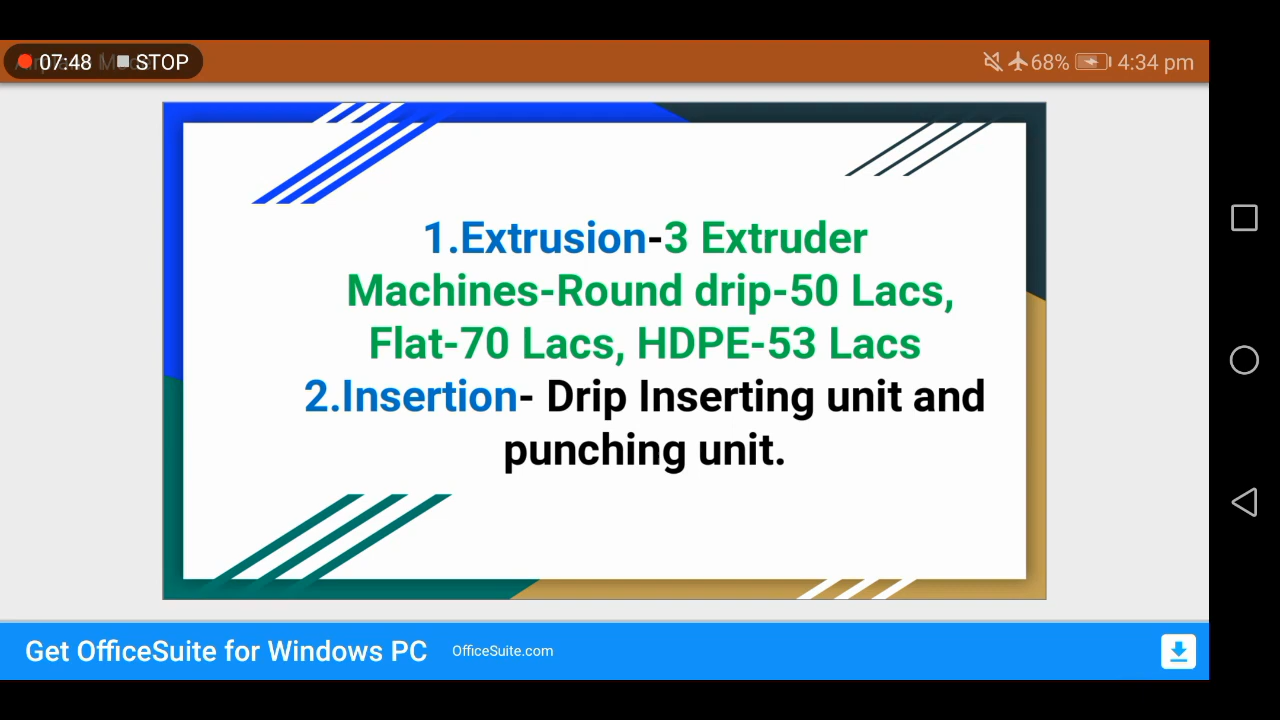 07:48 STOP
68% 4:34 pm
1.Extrusion-3 Extruder
Machines-Round drip-50 Lacs,
Flat-70 Lacs, HDPE-53 Lacs
2.Insertion- Drip Inserting unit and
punching unit.
Get OfficeSuite for Windows PC OfficeSuite.com